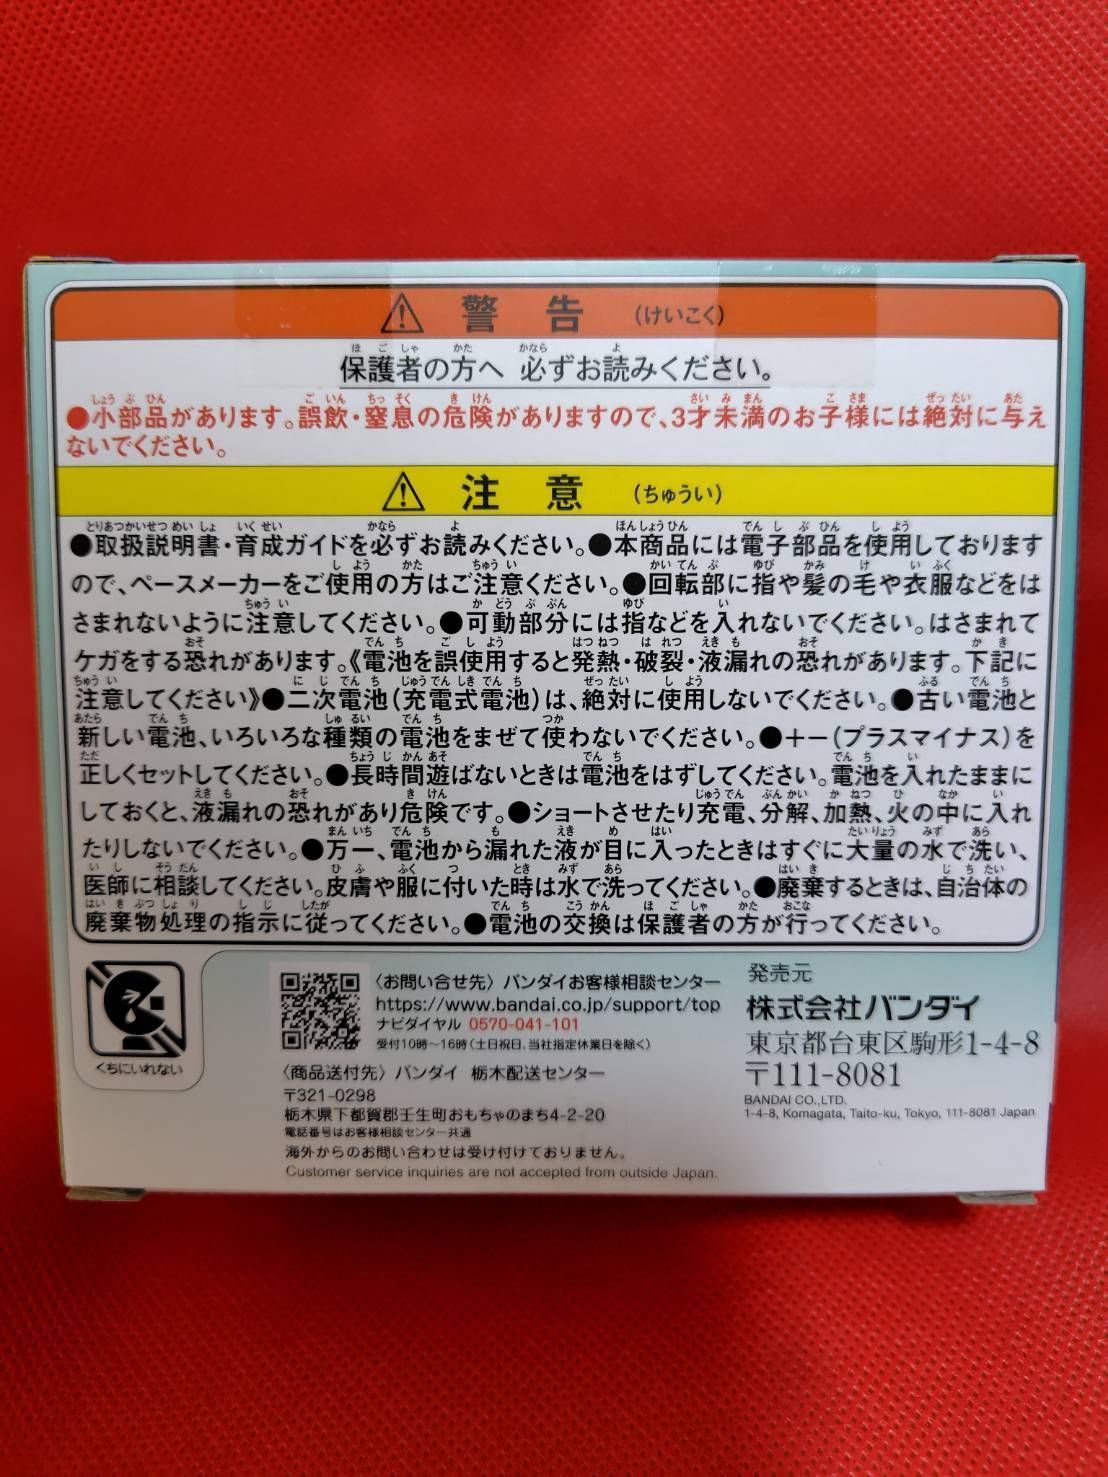 警告 (けいこく)
保護者の方へ 必ずお読みください。
●小部品があります。誤飲・窒息の危険がありますので、3才未満のお子様には絶対に与え
ないでください。
注意 (ちゅうい)
●取扱説明書・育成ガイドを必ずお読みください。●本商品には電子部品を使用しております
ので、ペースメーカーをご使用の方はご注意ください。●回転部に指や髪の毛や衣服などをは
さまれないように注意してください。●可動部分には指などを入れないでください。はさまれて
ケガをする恐れがあります。《電池を誤使用すると発熱・破裂・液漏れの恐れがあります。下記に
注意してください》●二次電池(充電式電池)は、絶対に使用しないでください。●古い電池と
新しい電池、いろいろな種類の電池をまぜて使わないでください。●+−(プラスマイナス)を
正しくセットしてください。●長時間遊ばないときは電池をはずしてください。電池を入れたままに
しておくと、液漏れの恐れがあり危険です。●ショートさせたり充電、分解、加熱、火の中に入れ
たりしないでください。●万一、電池から漏れた液が目に入ったときはすぐに大量の水で洗い、
医師に相談してください。皮膚や服に付いた時は水で洗ってください。●廃棄するときは、自治体の
廃棄物処理の指示に従ってください。●電池の交換は保護者の方が行ってください。
くちにいれない
〈お問い合せ先〉バンダイお客様相談センター
https://www.bandai.co.jp/support/top
ナビダイヤル 0570-041-101
受付10時〜16時(土日祝日、当社指定休業日を除く)
〈商品送付先〉バンダイ 栃木配送センター
〒321-0298
栃木県下都賀郡壬生町おもちゃのまち4-2-20
電話番号はお客様相談センター共通
海外からのお問い合わせは受け付けておりません。
Customer service inquiries are not accepted from outside Japan.
発売元
株式会社バンダイ
東京都台東区駒形1-4-8
〒111-8081
BANDAI CO.,LTD.
1-4-8, Komagata, Taito-ku, Tokyo, 111-8081 Japan